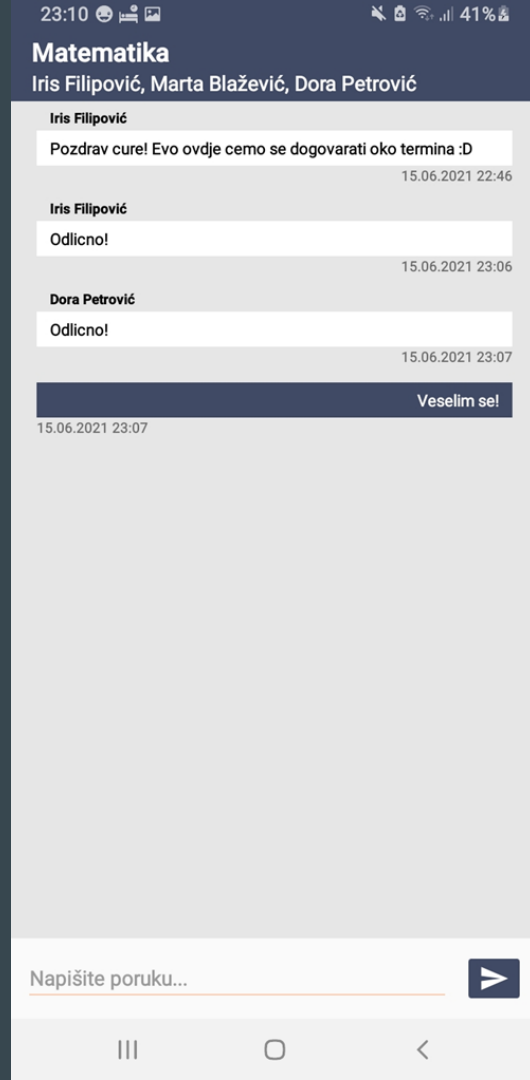 23:10
41%
Matematika
Iris Filipović, Marta Blažević, Dora Petrović
Iris Filipović
Pozdrav cure! Evo ovdje cemo se dogovarati oko termina :D
15.06.2021 22:46
Iris Filipović
Odlicno!
15.06.2021 23:06
Dora Petrović
Odlicno!
15.06.2021 23:07
Veselim se!
15.06.2021 23:07
Napišite poruku...